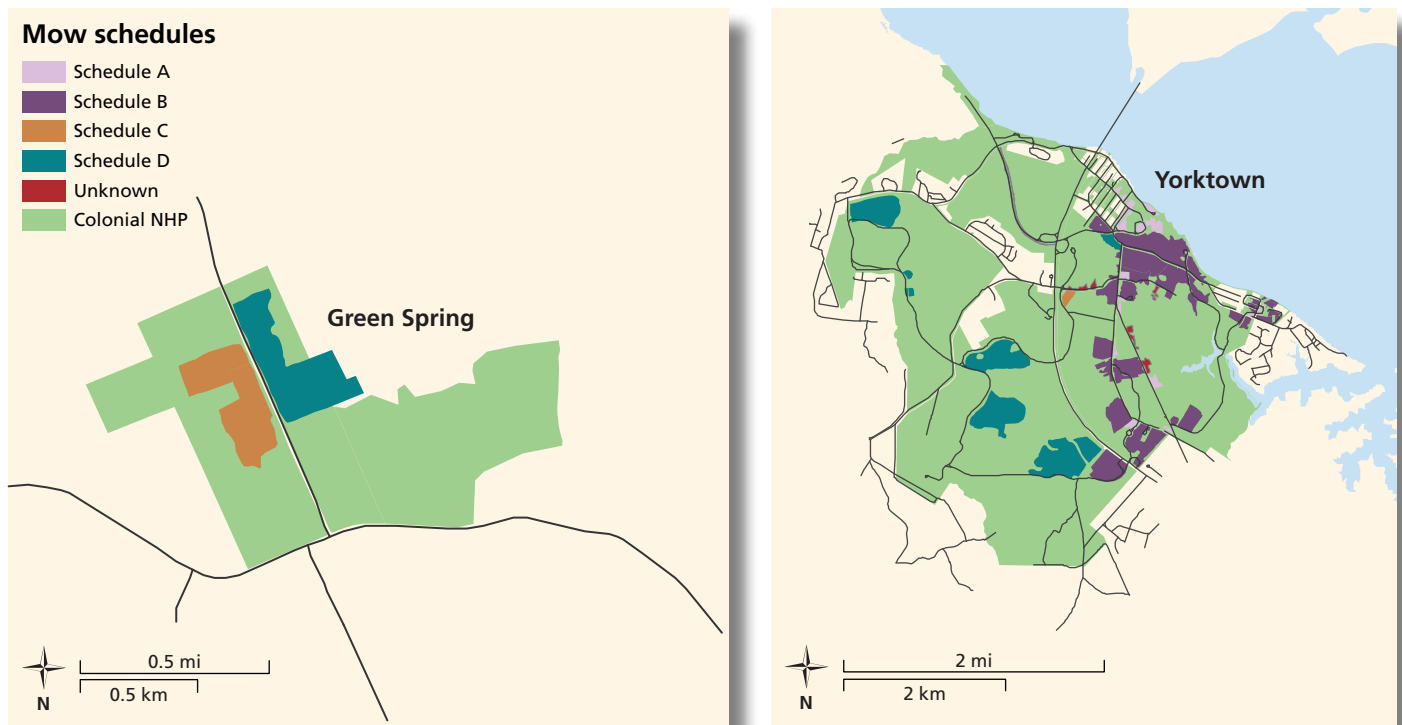 Mow schedules
Schedule A
Schedule B
Schedule C
Schedule D
Unknown
Colonial NHP
Green Spring
0.5 mi
0.5 km
N
Yorktown
2 mi
2 km
N